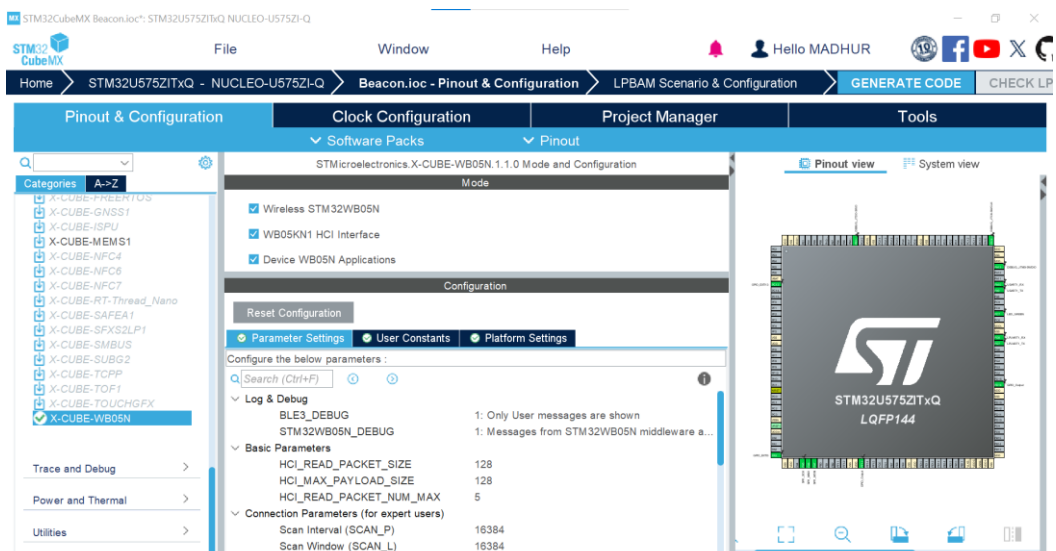 MX STM32CubeMX Beacon.ioc*: STM32U575ZITxQ NUCLEO-U575ZI-Q
STM32
CubeMX
File Window Help Hello MADHUR 19 f X
Home STM32U575ZITxQ - NUCLEO-U575ZI-Q Beacon.ioc - Pinout & Configuration LPBAM Scenario & Configuration GENERATE CODE CHECK LP
Pinout & Configuration Clock Configuration Project Manager Tools
Software Packs Pinout
STMicroelectronics.X-CUBE-WB05N.1.1.0 Mode and Configuration
Pinout view System view
Categories A->Z
Mode
X-CUBE-FREERTOS
X-CUBE-GNSS1
X-CUBE-ISPU
X-CUBE-MEMS1
X-CUBE-NFC4
X-CUBE-NFC6
X-CUBE-NFC7
X-CUBE-RT-Thread_Nano
X-CUBE-SAFEA1
X-CUBE-SFXS2LP1
X-CUBE-SMBUS
X-CUBE-SUBG2
X-CUBE-TCPP
X-CUBE-TOF1
X-CUBE-TOUCHGFX
X-CUBE-WB05N
Trace and Debug
Power and Thermal
Utilities
Wireless STM32WB05N
WB05KN1 HCI Interface
Device WB05N Applications
Configuration
Reset Configuration
Parameter Settings User Constants Platform Settings
Configure the below parameters :
Search (Ctrl+F)
Log & Debug
BLE3_DEBUG 1: Only User messages are shown
STM32WB05N_DEBUG 1: Messages from STM32WB05N middleware a...
Basic Parameters
HCI_READ_PACKET_SIZE 128
HCI_MAX_PAYLOAD_SIZE 128
HCI_READ_PACKET_NUM_MAX 5
Connection Parameters (for expert users)
Scan Interval (SCAN_P) 16384
Scan Window (SCAN_L) 16384
ST
STM32U575ZITxQ
LQFP144